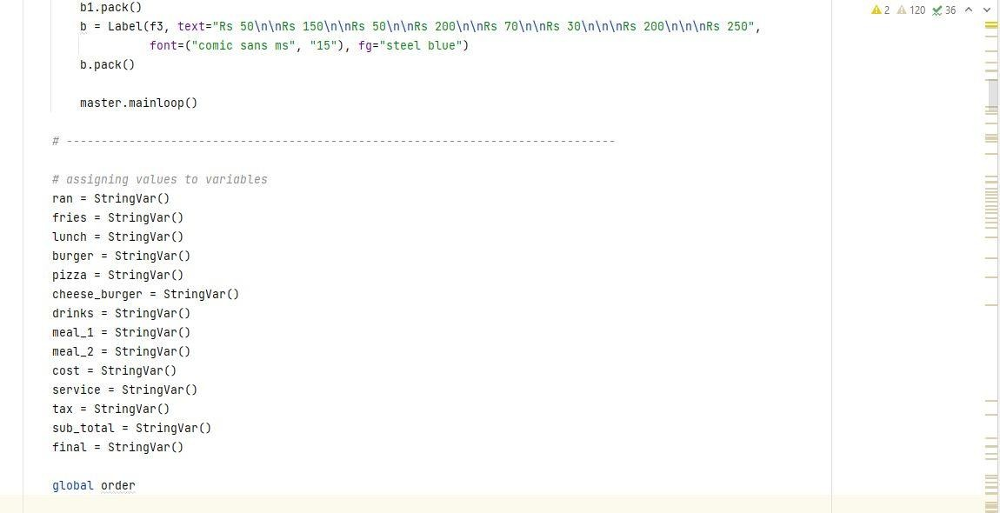 b1.pack()
2 120 36
b = Label(f3, text="Rs 50\n\nRs 150\n\nRs 50\n\nRs 200\n\nRs 70\n\nRs 30\n\n\nRs 200\n\n\nRs 250",
font=("comic sans ms", "15"), fg="steel blue")
b.pack()
master.mainloop()
# -------------------------------------------------------------------------------
# assigning values to variables
ran = StringVar()
fries = StringVar()
lunch = StringVar()
burger = StringVar()
pizza = StringVar()
cheese_burger = StringVar()
drinks = StringVar()
meal_1 = StringVar()
meal_2 = StringVar()
cost = StringVar()
service = StringVar()
tax = StringVar()
sub_total = StringVar()
final = StringVar()
global order